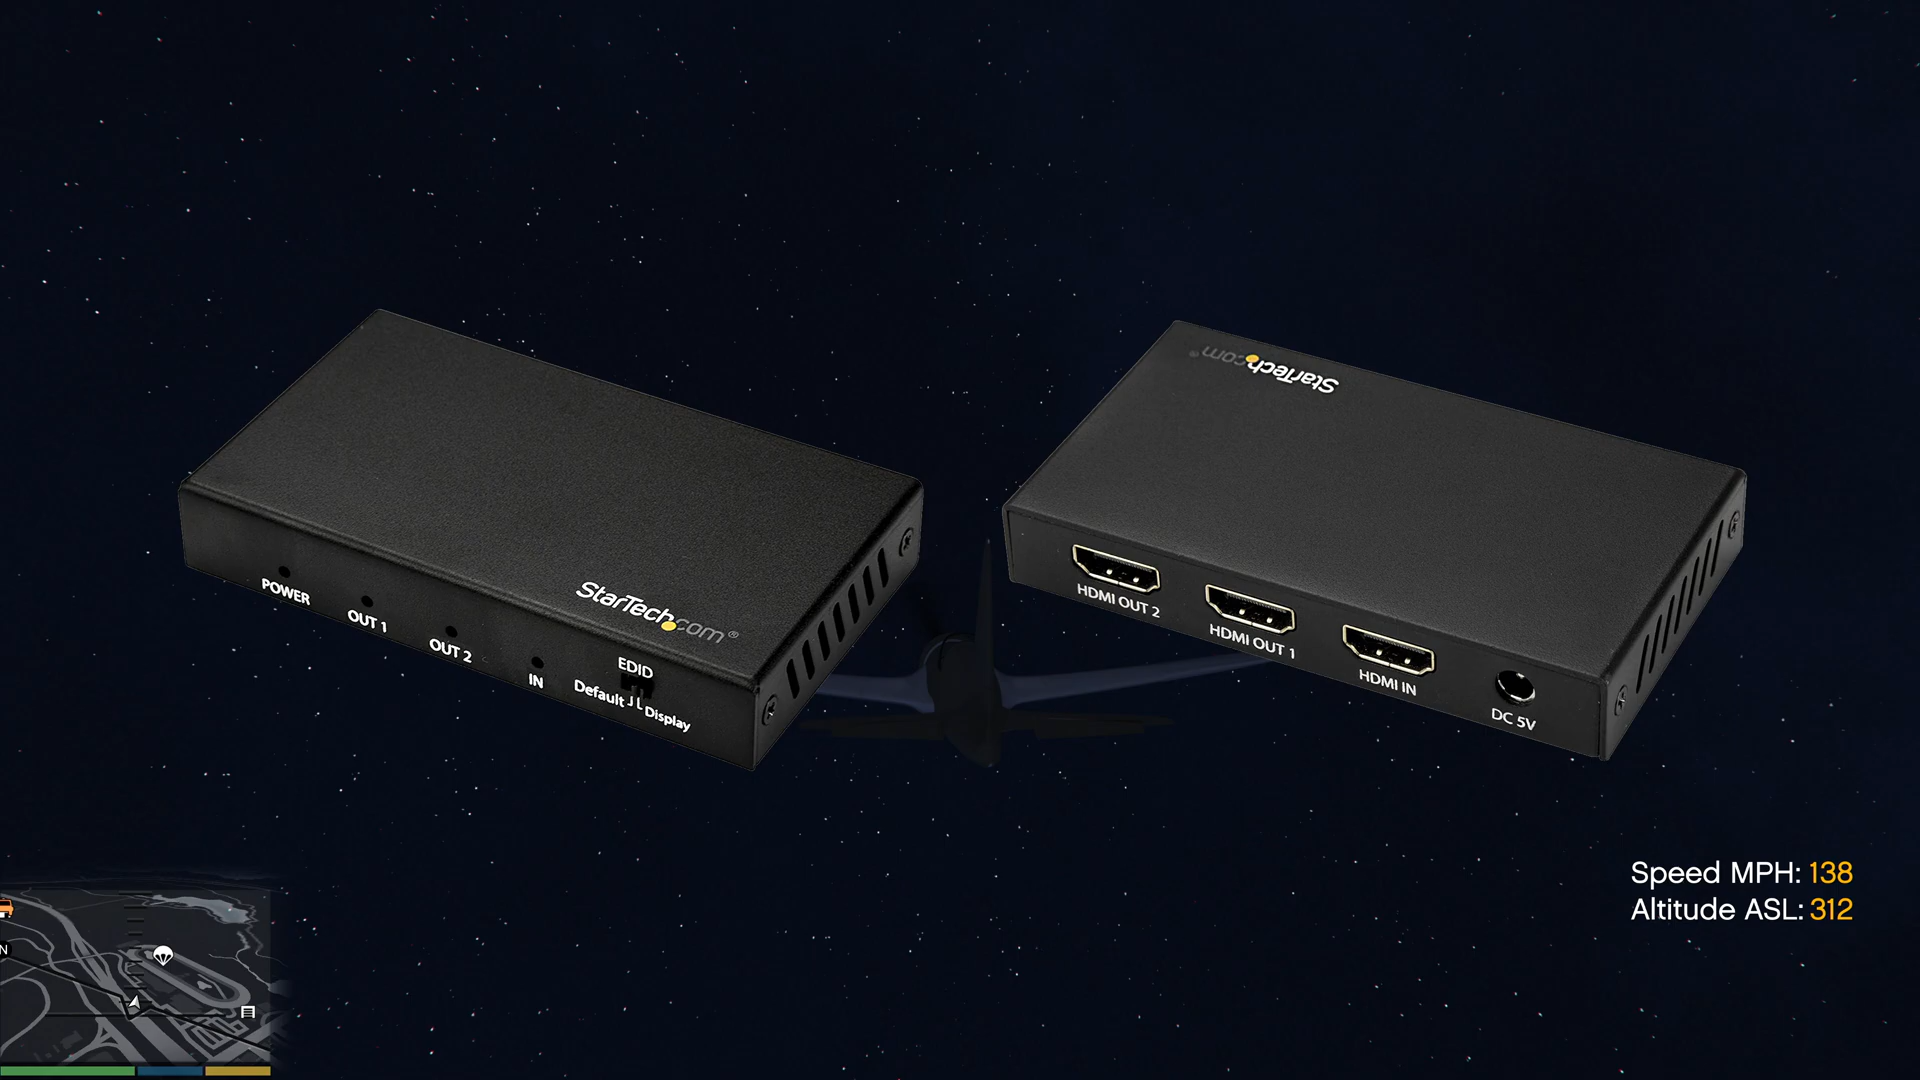 StarTech.com®
POWER
OUT 1
OUT 2
IN
EDID
Default
Display
StarTech.com®
HDMI OUT 2
HDMI OUT 1
HDMI IN
DC 5V
Speed MPH: 138
Altitude ASL: 312
N